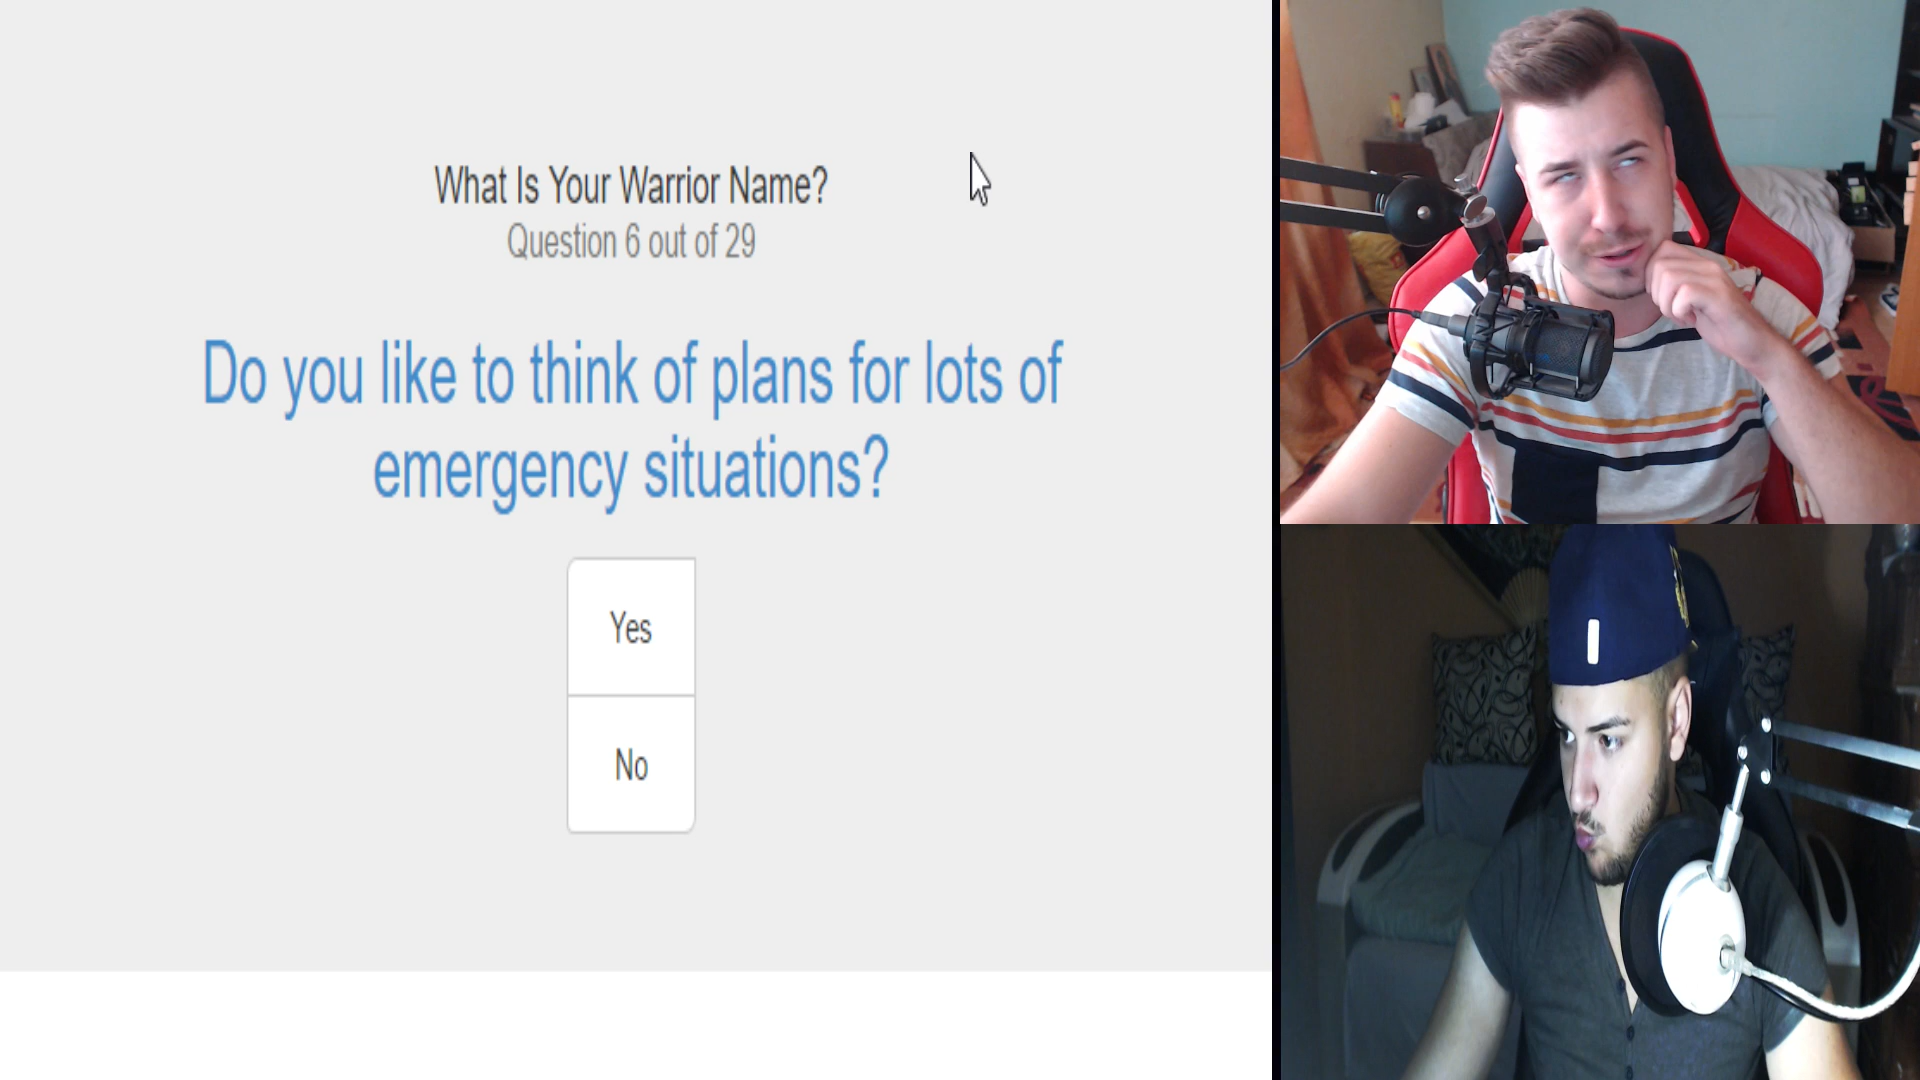 What Is Your Warrior Name?
Question 6 out of 29
Do you like to think of plans for lots of
emergency situations?
Yes
No